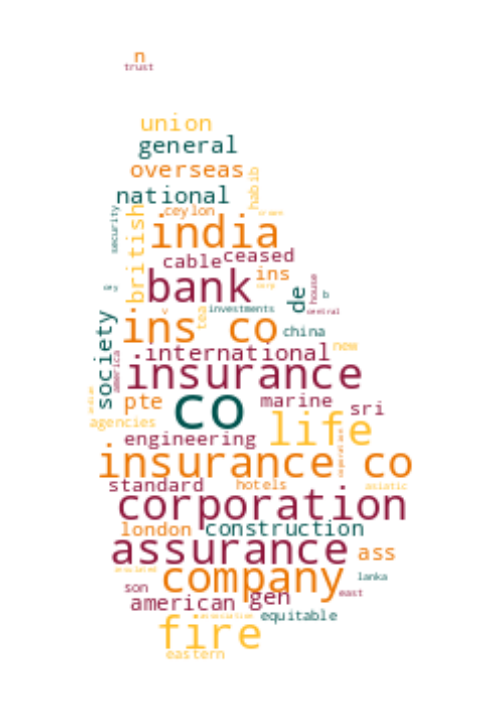 n
trust
union
general
overseas
habib
national
ceylon
security
british
india
cable ceased
ins
bank
de
house
b
central
investments
tea
v
ins co
china
society
international
new
america
insurance
pte
co
marine
sri
agencies
life
engineering
insurance co
standard
hotels
asiatic
corporation
london
construction
assurance
ass
company
lanka
son
east
american
gen
equitable
fire
eastern